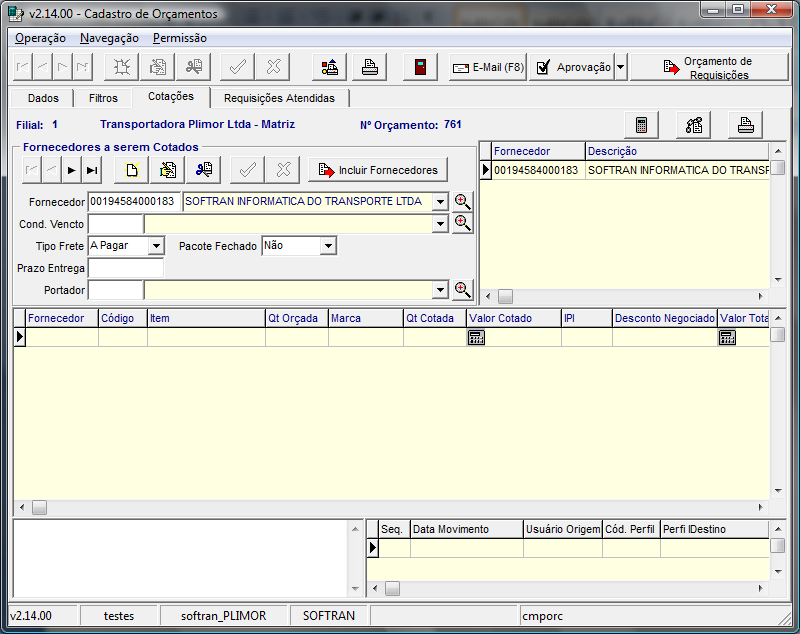 v2.14.00 - Cadastro de Orçamentos
Operação Navegação Permissão
E-Mail (F8) Aprovação Orçamento de
Requisições
Dados Filtros Cotações Requisições Atendidas
Filial: 1 Transportadora Plimor Ltda - Matriz Nº Orçamento: 761
Fornecedores a serem Cotados
Incluir Fornecedores
Fornecedor 00194584000183 SOFTRAN INFORMATICA DO TRANSPORTE LTDA
Cond. Vencto
Tipo Frete A Pagar Pacote Fechado Não
Prazo Entrega
Portador
Fornecedor Descrição
00194584000183 SOFTRAN INFORMATICA DO TRANSF
Fornecedor Código Item Qt Orçada Marca Qt Cotada Valor Cotado IPI Desconto Negociado Valor Tota
Seq. Data Movimento Usuário Origem Cód. Perfil Perfi lDestino
v2.14.00 testes softran_PLIMOR SOFTRAN cmporc